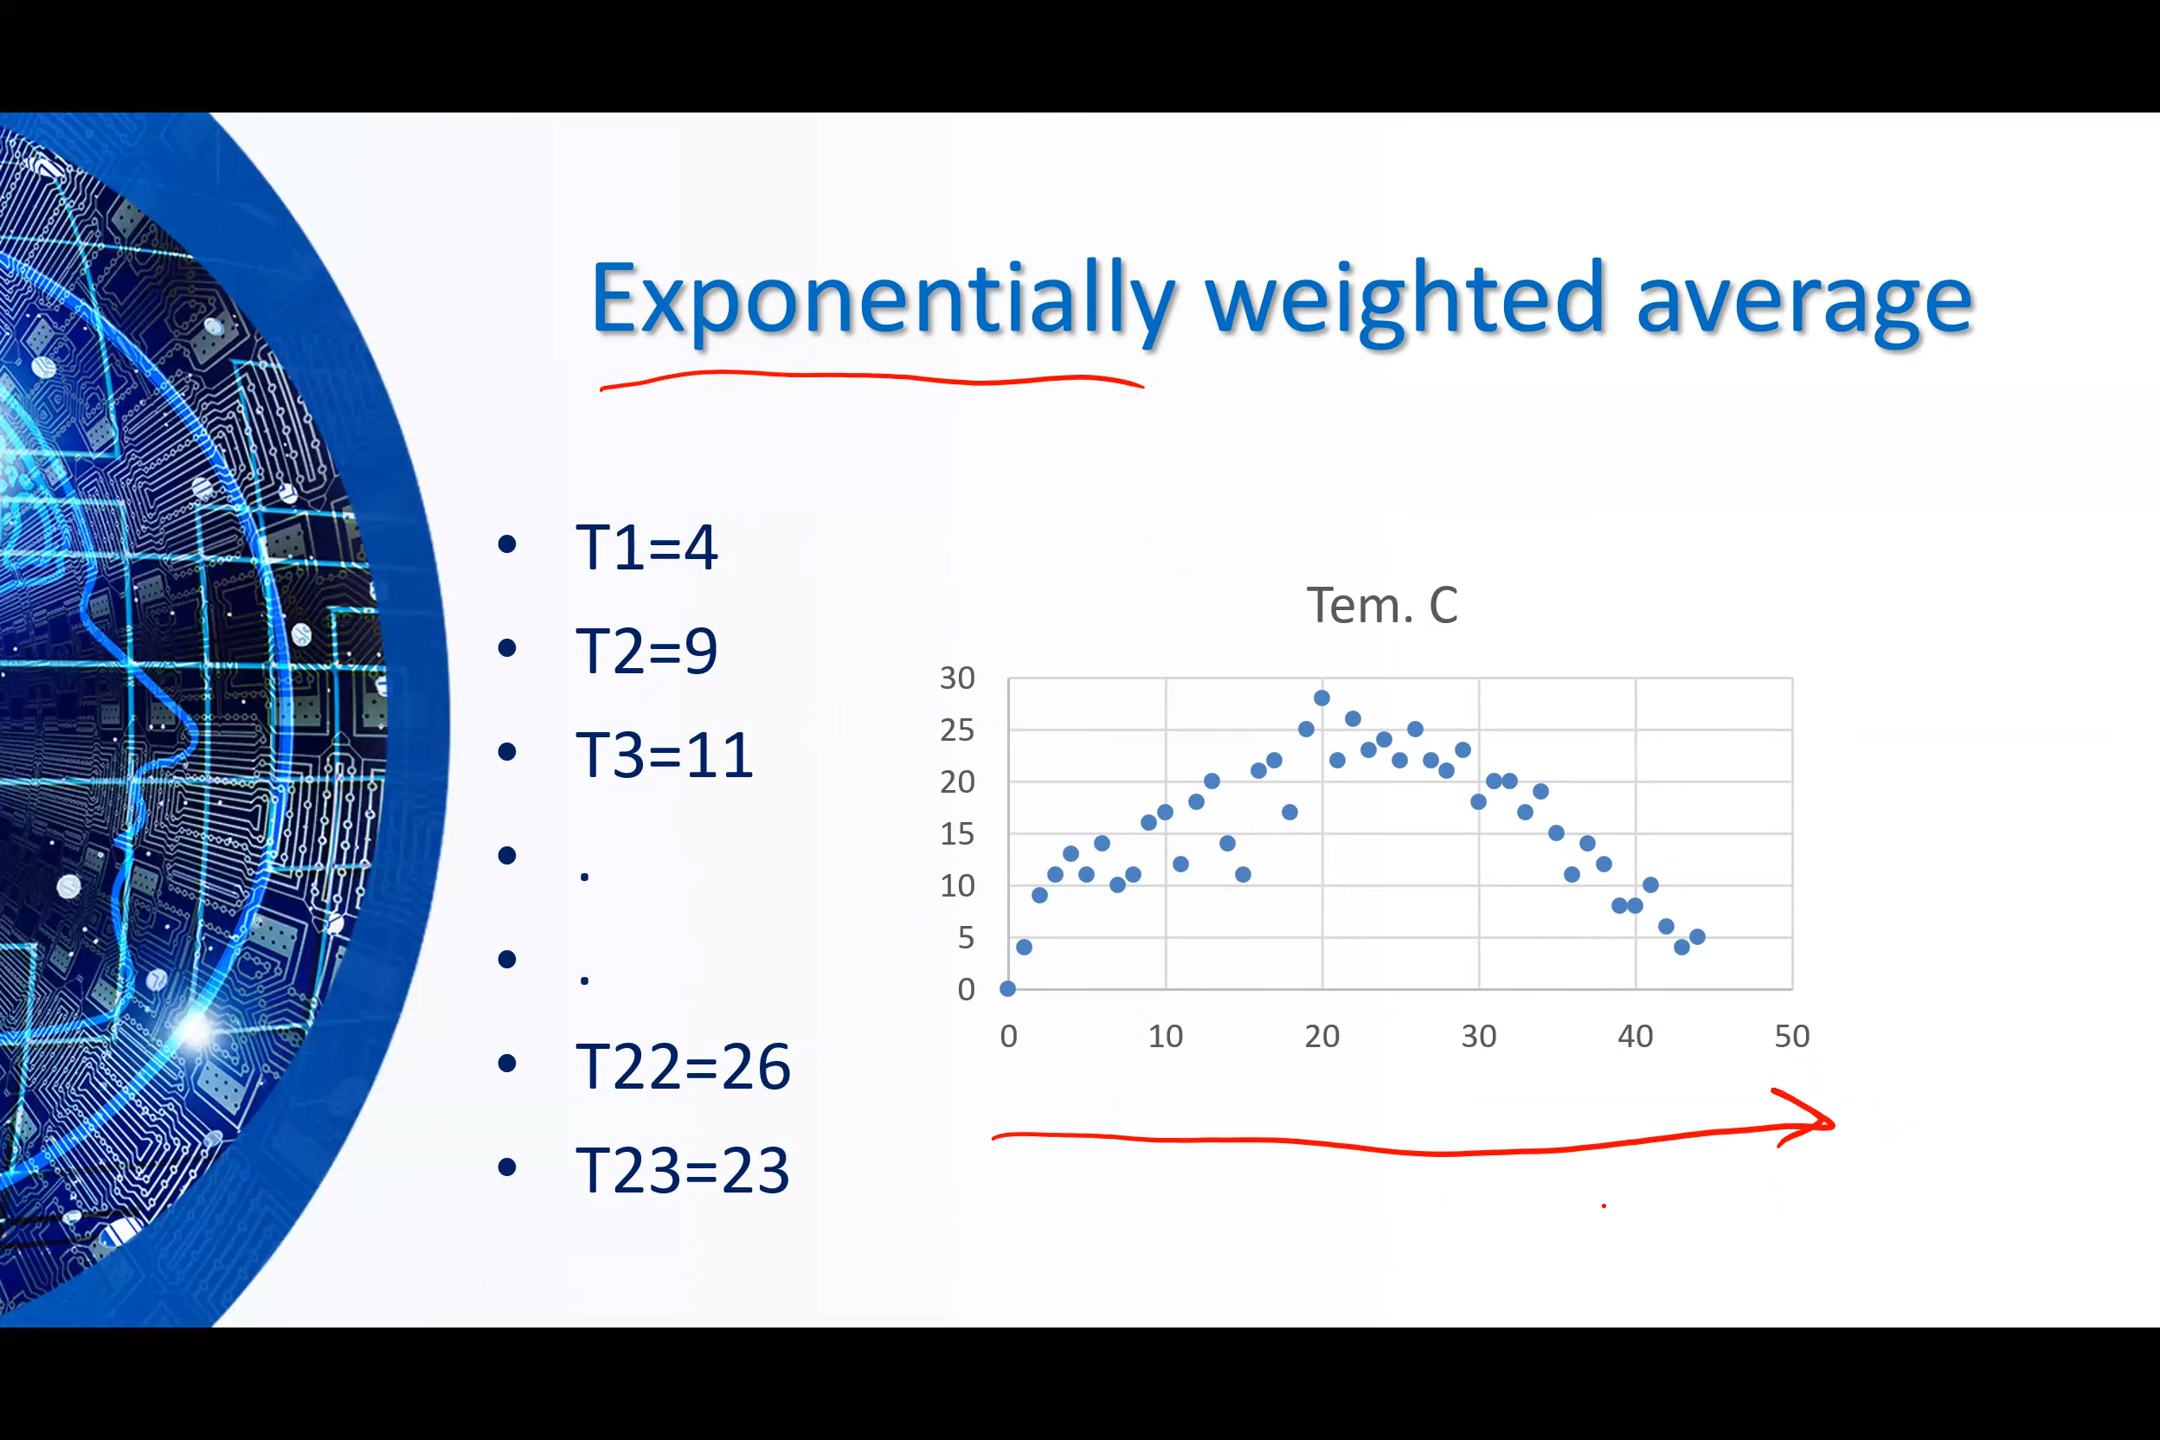 Exponentially weighted average
• T1=4
• T2=9
• T3=11
• .
• .
• T22=26
• T23=23
Tem. C
30
25
20
15
10
5
0
0 10 20 30 40 50